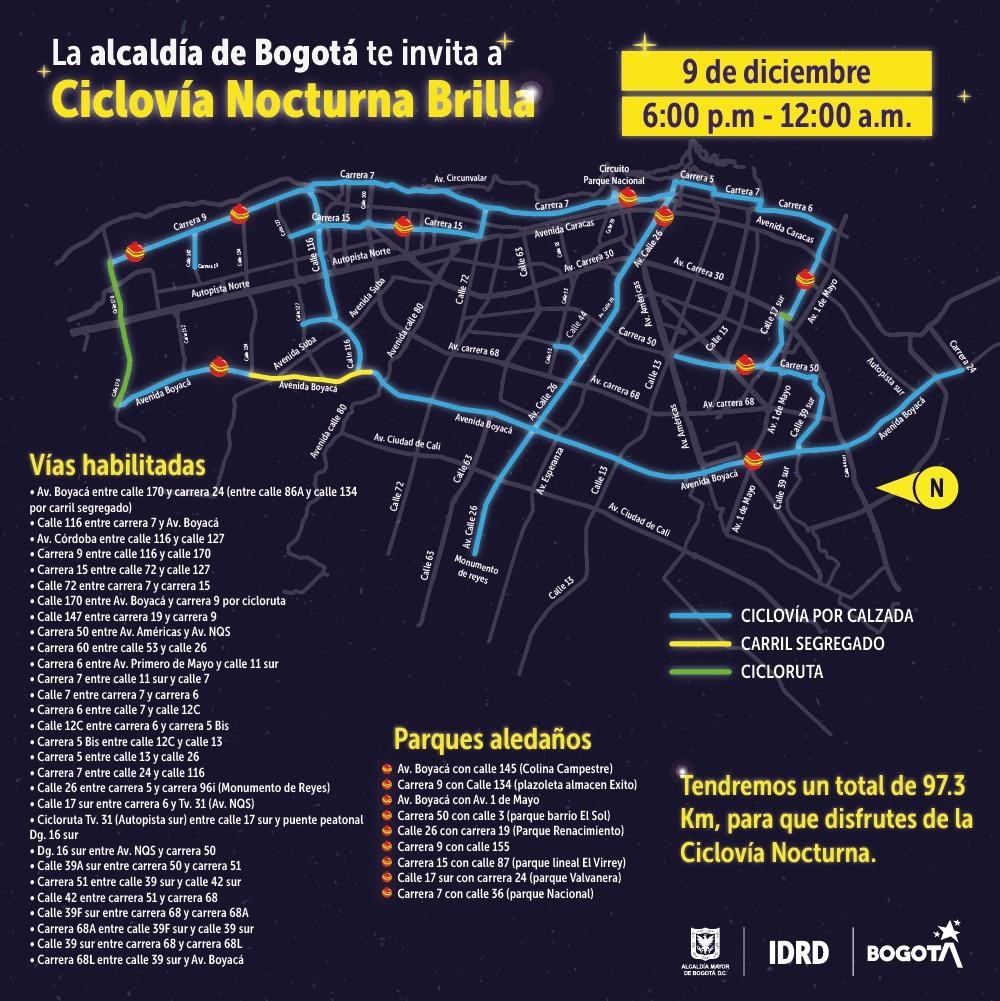 La alcaldía de Bogotá te invita a
Ciclovía Nocturna Brilla
9 de diciembre
6:00 p.m - 12:00 a.m.
Carrera 7
Av. Circunvalar
Circuito
Parque Nacional
Carrera 5
Carrera 7
Carrera 7
Carrera 6
Carrera 9
Carrera 15
Carrera 15
Avenida Caracas
Avenida Caracas
Calle 116
Autopista Norte
Autopista Norte
Calle 63
Av. Carrera 30
Av. Calle 26
Av. Carrera 30
Calle 72
Avenida Suba
Avenida calle 80
Av. Américas
Calle 17 sur
Av. 1 de Mayo
Calle 44
Carrera 50
Calle 13
Av. carrera 68
Calle 116
Avenida Suba
Avenida Boyacá
Avenida Boyacá
Calle 13
Carrera 50
Autopista sur
Carrera 24
Av. carrera 68
Av. carrera 68
Av. Calle 26
Av. Américas
Av. 1 de Mayo
Calle 39 sur
Avenida Boyacá
Avenida Boyacá
Avenida calle 80
Av. Ciudad de Cali
Calle 63
Av. Esperanza
Calle 13
Avenida Boyacá
Calle 39 sur
Av. 1 de Mayo
Calle 72
Av. Calle 26
Av. Ciudad de Cali
Calle 63
Monumento
de reyes
Calle 13
N
Vías habilitadas
• Av. Boyacá entre calle 170 y carrera 24 (entre calle 86A y calle 134
por carril segregado)
• Calle 116 entre carrera 7 y Av. Boyacá
• Av. Córdoba entre calle 116 y calle 127
• Carrera 9 entre calle 116 y calle 170
• Carrera 15 entre calle 72 y calle 127
• Calle 72 entre carrera 7 y carrera 15
• Calle 170 entre Av. Boyacá y carrera 9 por cicloruta
• Calle 147 entre carrera 19 y carrera 9
• Carrera 50 entre Av. Américas y Av. NQS
• Carrera 60 entre calle 53 y calle 26
• Carrera 6 entre Av. Primero de Mayo y calle 11 sur
• Carrera 7 entre calle 11 sur y calle 7
• Calle 7 entre carrera 7 y carrera 6
• Carrera 6 entre calle 7 y calle 12C
• Calle 12C entre carrera 6 y carrera 5 Bis
• Carrera 5 Bis entre calle 12C y calle 13
• Carrera 5 entre calle 13 y calle 26
• Carrera 7 entre calle 24 y calle 116
• Calle 26 entre carrera 5 y carrera 96i (Monumento de Reyes)
• Calle 17 sur entre carrera 6 y Tv. 31 (Av. NQS)
• Cicloruta Tv. 31 (Autopista sur) entre calle 17 sur y puente peatonal
Dg. 16 sur
• Dg. 16 sur entre Av. NQS y carrera 50
• Calle 39A sur entre carrera 50 y carrera 51
• Carrera 51 entre calle 39 sur y calle 42 sur
• Calle 42 entre carrera 51 y carrera 68
• Calle 39F sur entre carrera 68 y carrera 68A
• Carrera 68A entre calle 39F sur y calle 39 sur
• Calle 39 sur entre carrera 68 y carrera 68L
• Carrera 68L entre calle 39 sur y Av. Boyacá
CICLOVÍA POR CALZADA
CARRIL SEGREGADO
CICLORUTA
Parques aledaños
Av. Boyacá con calle 145 (Colina Campestre)
Carrera 9 con Calle 134 (plazoleta almacen Exito)
Av. Boyacá con Av. 1 de Mayo
Carrera 50 con calle 3 (parque barrio El Sol)
Calle 26 con carrera 19 (Parque Renacimiento)
Carrera 9 con calle 155
Carrera 15 con calle 87 (parque lineal El Virrey)
Calle 17 sur con carrera 24 (parque Valvanera)
Carrera 7 con calle 36 (parque Nacional)
Tendremos un total de 97.3
Km, para que disfrutes de la
Ciclovía Nocturna.
ALCALDÍA MAYOR
DE BOGOTÁ D.C.
IDRD
BOGOTÁ